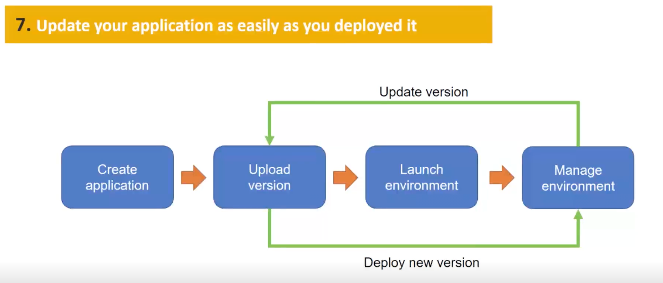 7. Update your application as easily as you deployed it
Update version
Create
application
Upload
version
Launch
environment
Manage
environment
Deploy new version